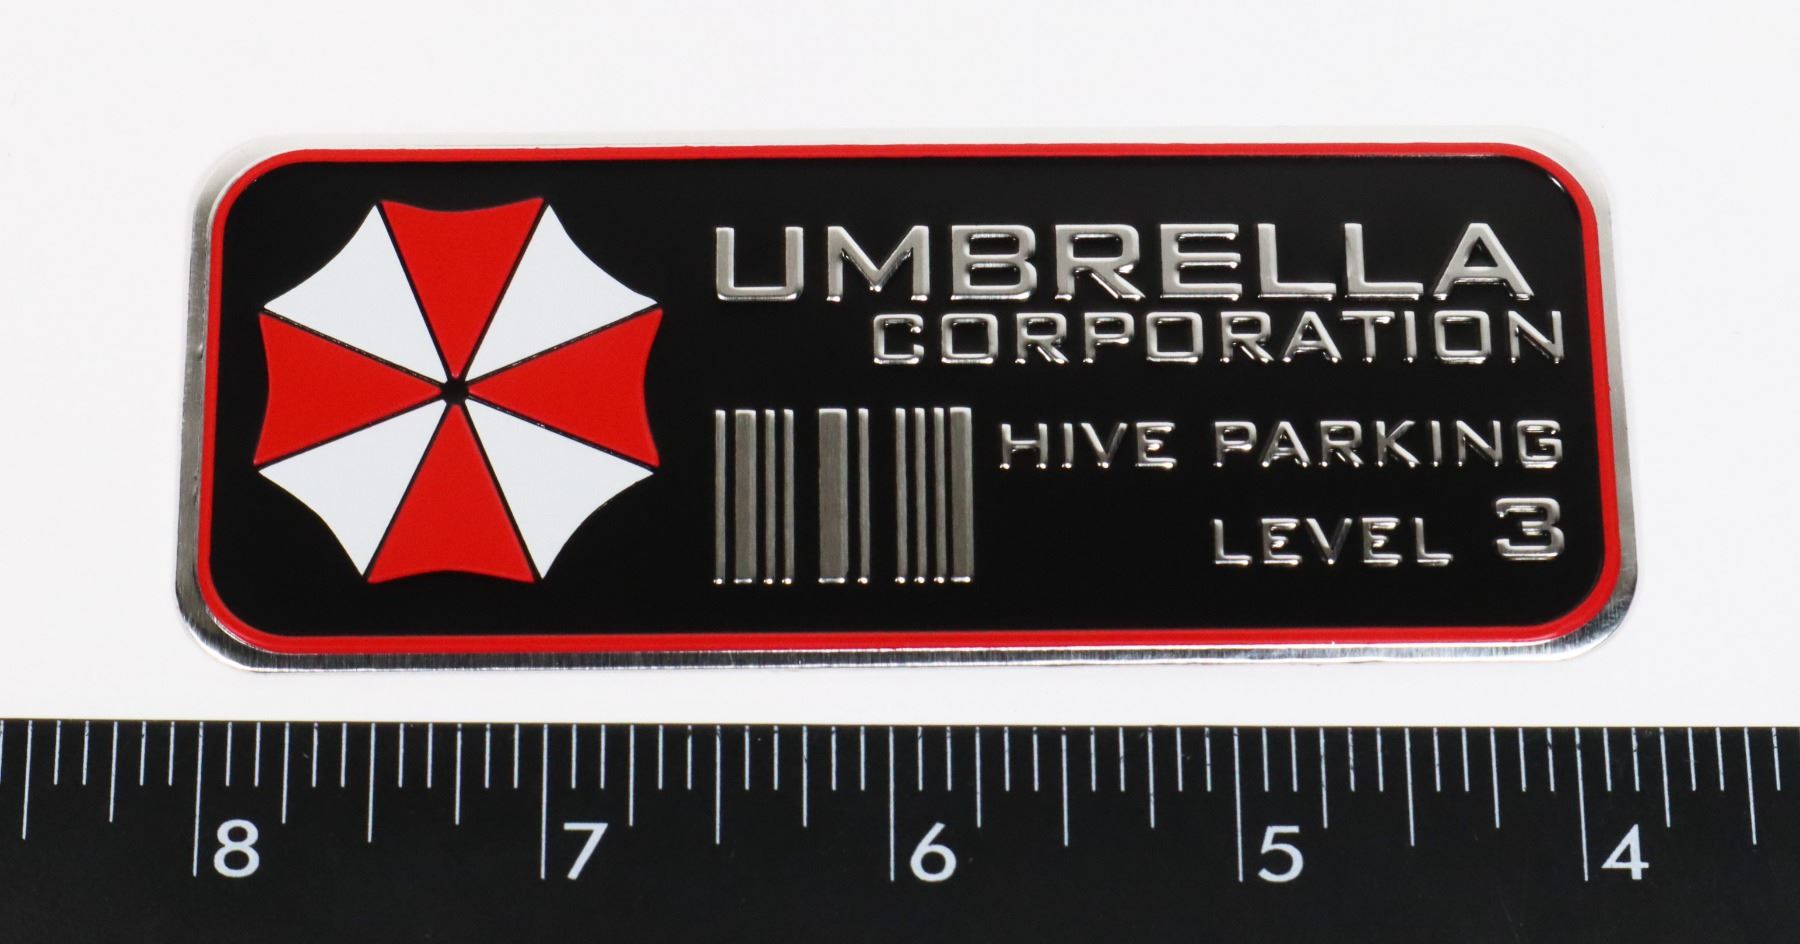 UMBRELLA
CORPORATION
HIVE PARKING
LEVEL 3
8 7 6 5 4